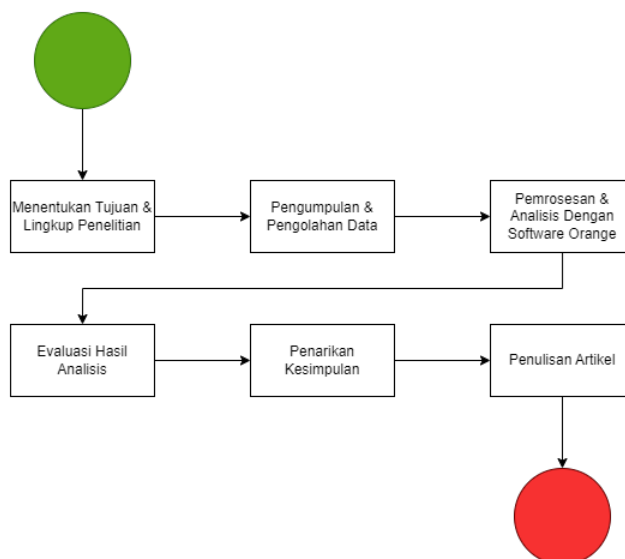 Menentukan Tujuan &
Lingkup Penelitian
Pengumpulan &
Pengolahan Data
Pemrosesan &
Analisis Dengan
Software Orange
Evaluasi Hasil
Analisis
Penarikan
Kesimpulan
Penulisan Artikel